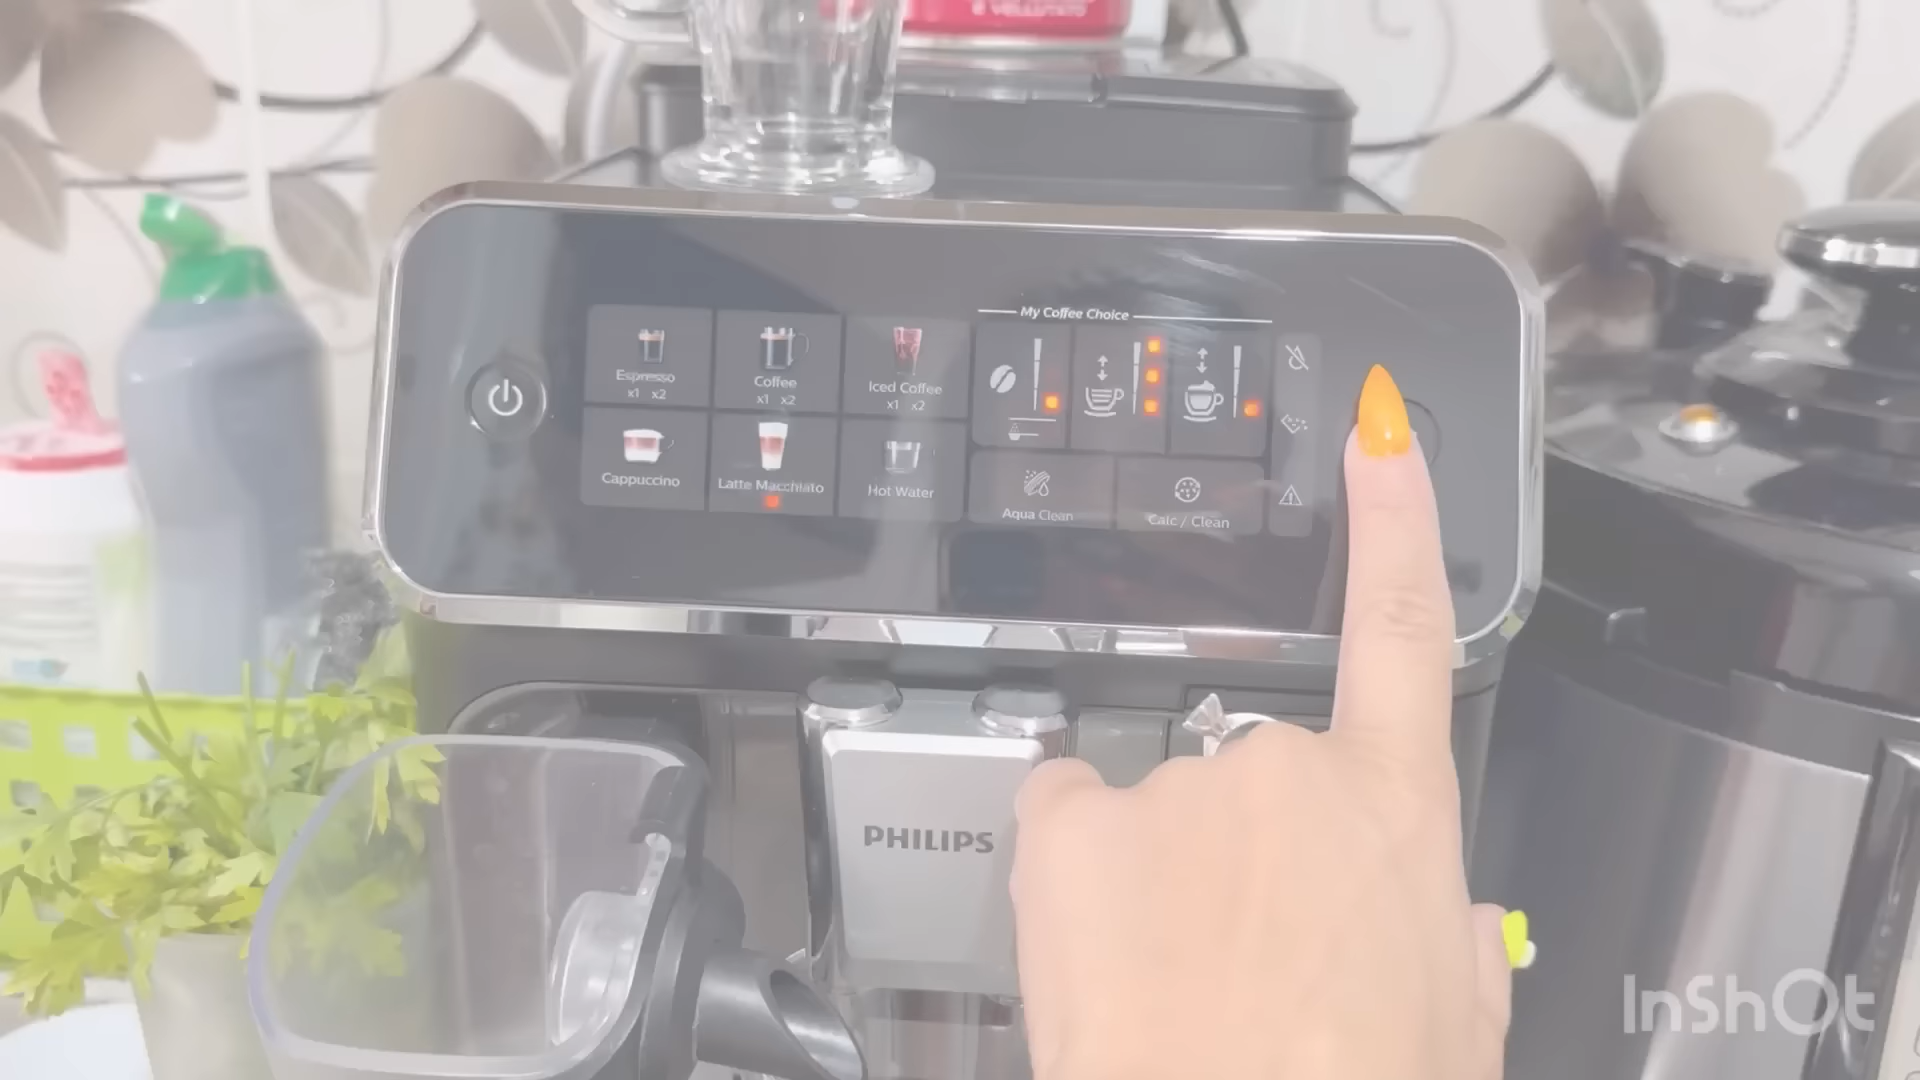 E VELLUTATO
My Coffee Choice
Espresso
x1 x2
Coffee
x1 x2
Iced Coffee
x1 x2
Cappuccino
Latte Macchiato
Hot Water
Aqua Clean
Calc / Clean
PHILIPS
InShOt